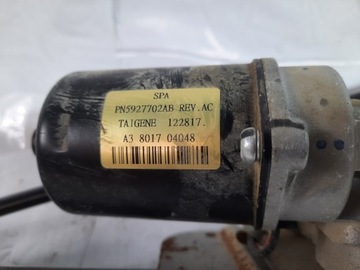 SPA
PN5927702AB REV.AC
TAIGENE 122817.
A3 8017 04048